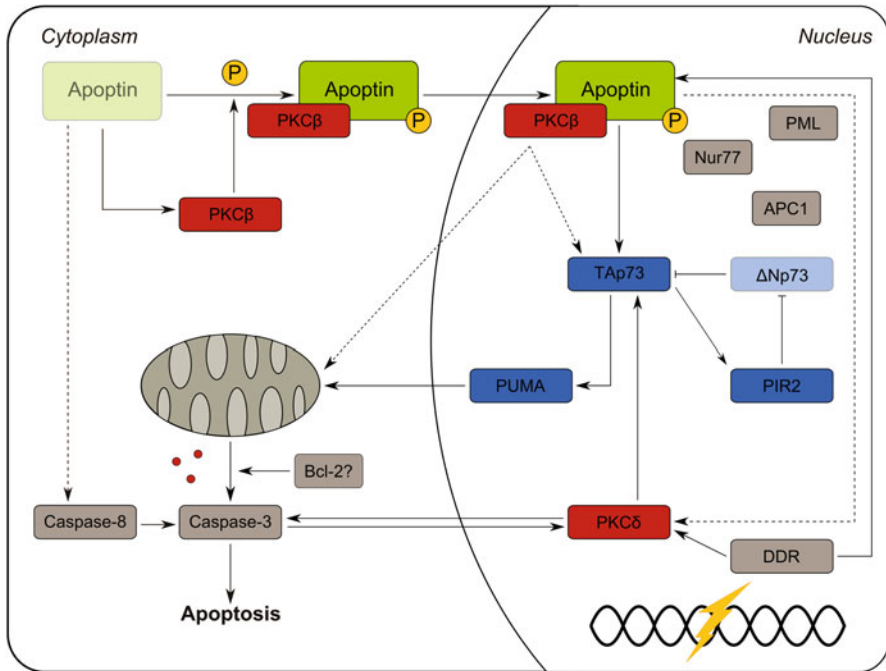 Cytoplasm
Nucleus
Apoptin
P
Apoptin
PKCβ
P
Apoptin
PKCβ
P
PML
Nur77
PKCβ
APC1
TAp73
ΔNp73
PUMA
PIR2
Bcl-2?
Caspase-8
Caspase-3
PKCδ
DDR
Apoptosis